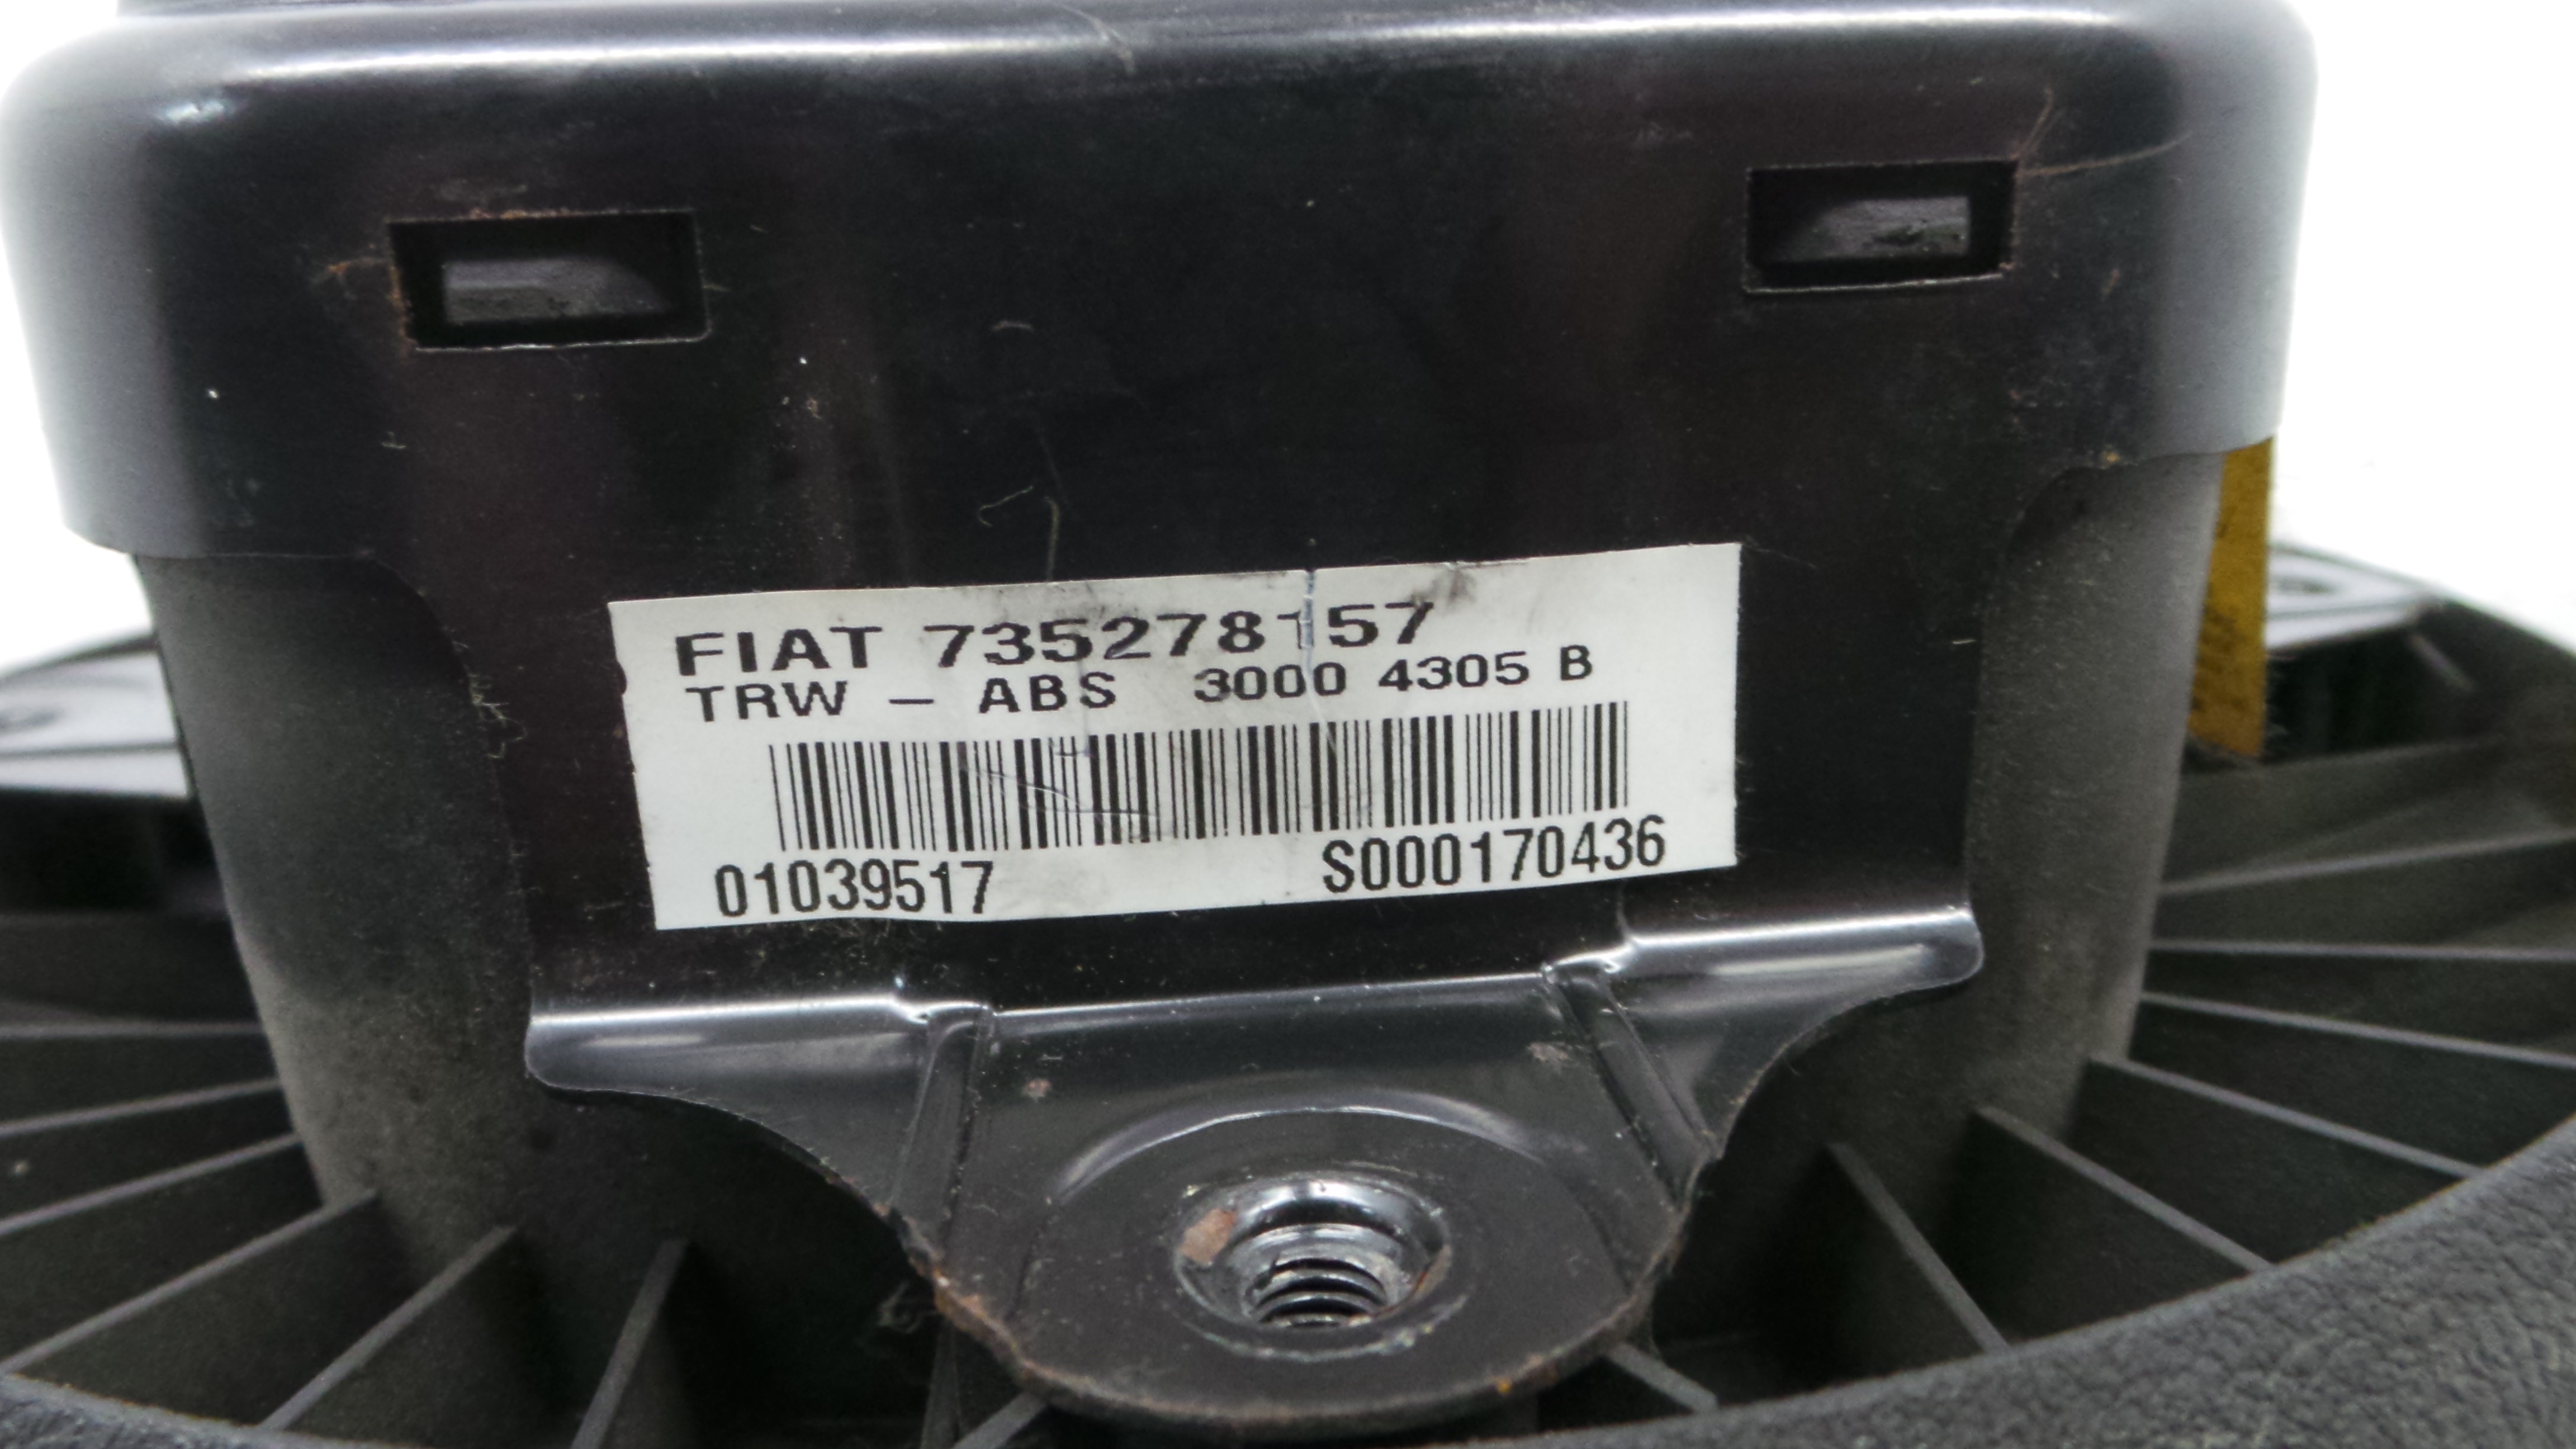 FIAT 735278157
TRW - ABS 3000 4305 B
01039517 S000170436